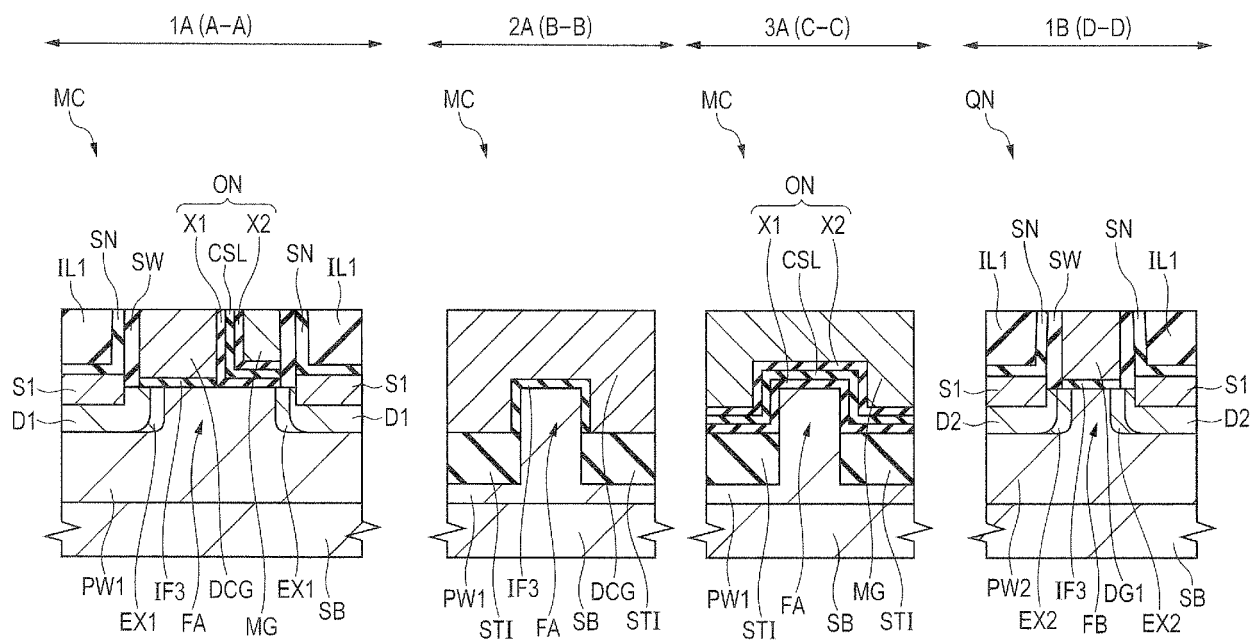 1A (A-A) 2A (B-B) 3A (C-C) 1B (D-D)
MC MC MC QN
ON ON
X1 X2 X1 X2
SN CSL SN CSL SN SN
IL1 SW IL1 IL1 SW IL1
S1 S1 S1 S1
D1 D1 D2 D2
PW1 IF3 DCG EX1 SB PW1 IF3 SB DCG PW1 FA SB MG PW2 IF3 DG1 SB
EX1 FA MG STI FA STI STI STI EX2 FB EX2